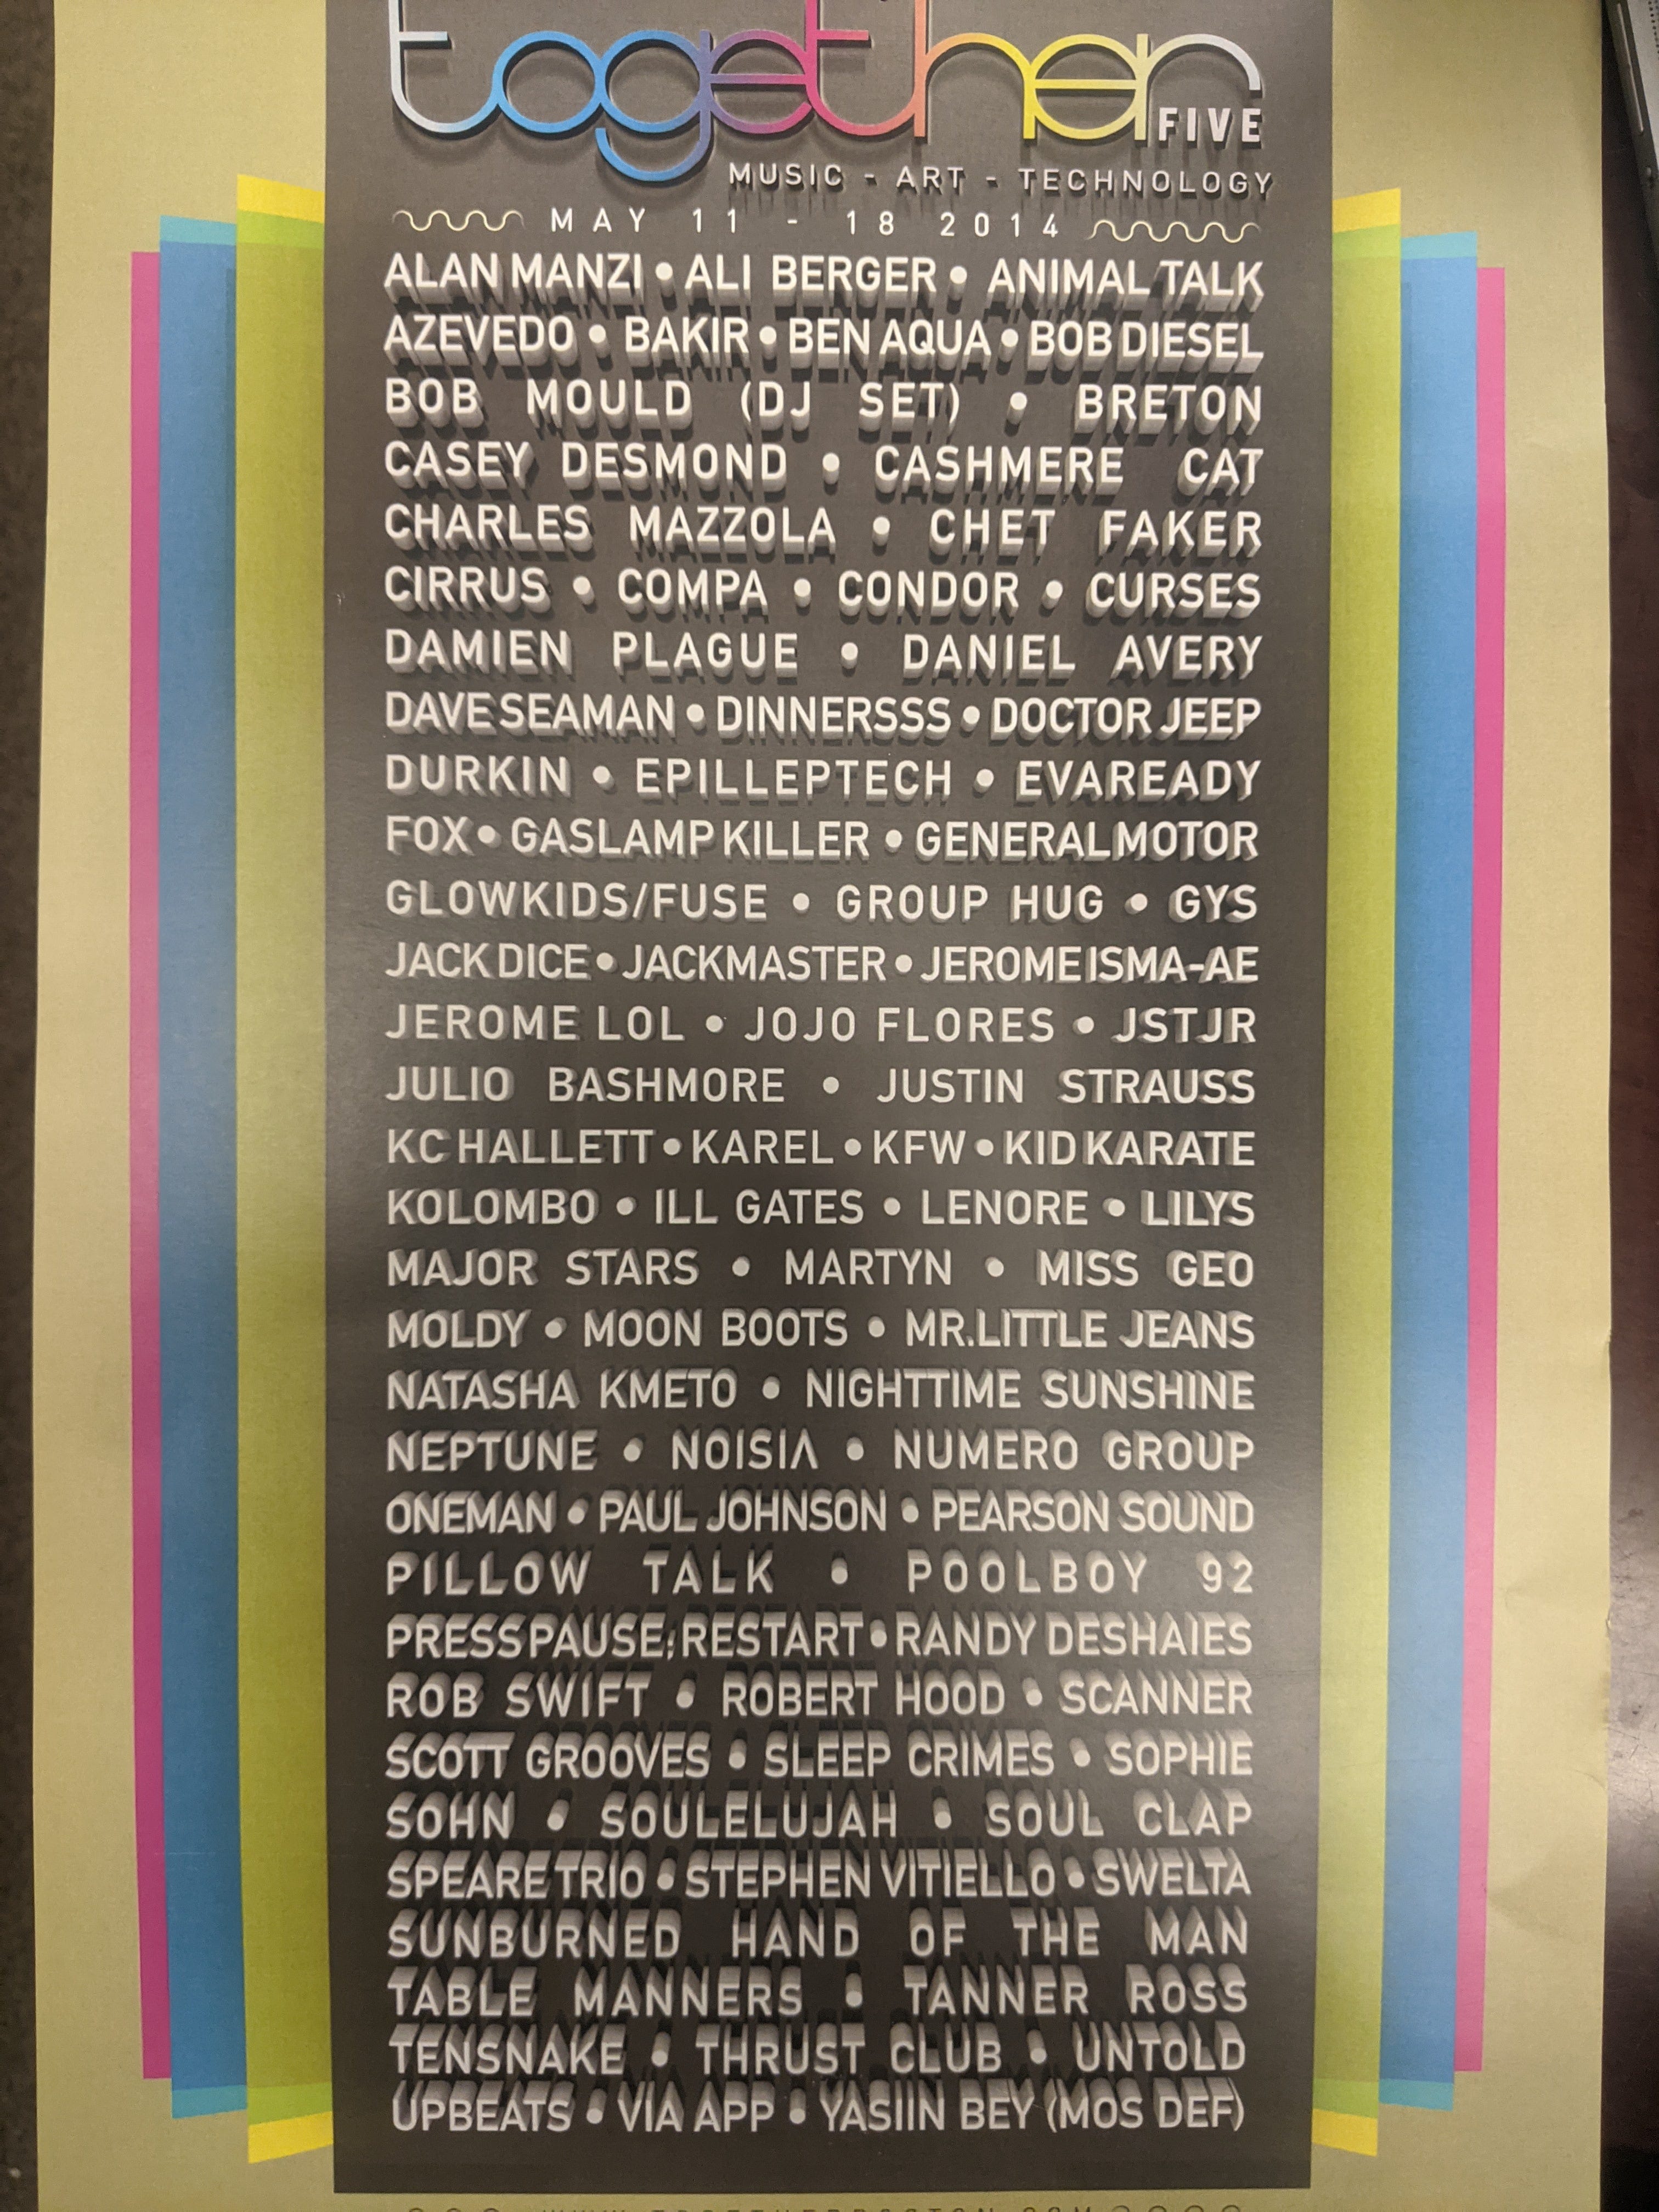 together FIVE
MUSIC - ART - TECHNOLOGY
MAY 11 - 18 2014
ALAN MANZI • ALI BERGER • ANIMAL TALK
AZEVEDO • BAKIR • BEN AQUA • BOB DIESEL
BOB MOULD (DJ SET) • BRETON
CASEY DESMOND • CASHMERE CAT
CHARLES MAZZOLA • CHET FAKER
CIRRUS • COMPA • CONDOR • CURSES
DAMIEN PLAGUE • DANIEL AVERY
DAVE SEAMAN • DINNERSSS • DOCTOR JEEP
DURKIN • EPILLEPTECH • EVAREADY
FOX • GASLAMP KILLER • GENERALMOTOR
GLOWKIDS/FUSE • GROUP HUG • GYS
JACK DICE • JACKMASTER • JEROME ISMA-AE
JEROME LOL • JOJO FLORES • JSTJR
JULIO BASHMORE • JUSTIN STRAUSS
KC HALLETT • KAREL • KFW • KID KARATE
KOLOMBO • ILL GATES • LENORE • LILYS
MAJOR STARS • MARTYN • MISS GEO
MOLDY • MOON BOOTS • MR.LITTLE JEANS
NATASHA KMETO • NIGHTTIME SUNSHINE
NEPTUNE • NOISIΛ • NUMERO GROUP
ONEMAN • PAUL JOHNSON • PEARSON SOUND
PILLOW TALK • POOLBOY 92
PRESS PAUSE; RESTART • RANDY DESHAIES
ROB SWIFT • ROBERT HOOD • SCANNER
SCOTT GROOVES • SLEEP CRIMES • SOPHIE
SOHN • SOULELUJAH • SOUL CLAP
SPEARE TRIO • STEPHEN VITIELLO • SWELTA
SUNBURNED HAND OF THE MAN
TABLE MANNERS • TANNER ROSS
TENSNAKE • THRUST CLUB • UNTOLD
UPBEATS • VIA APP • YASIIN BEY (MOS DEF)